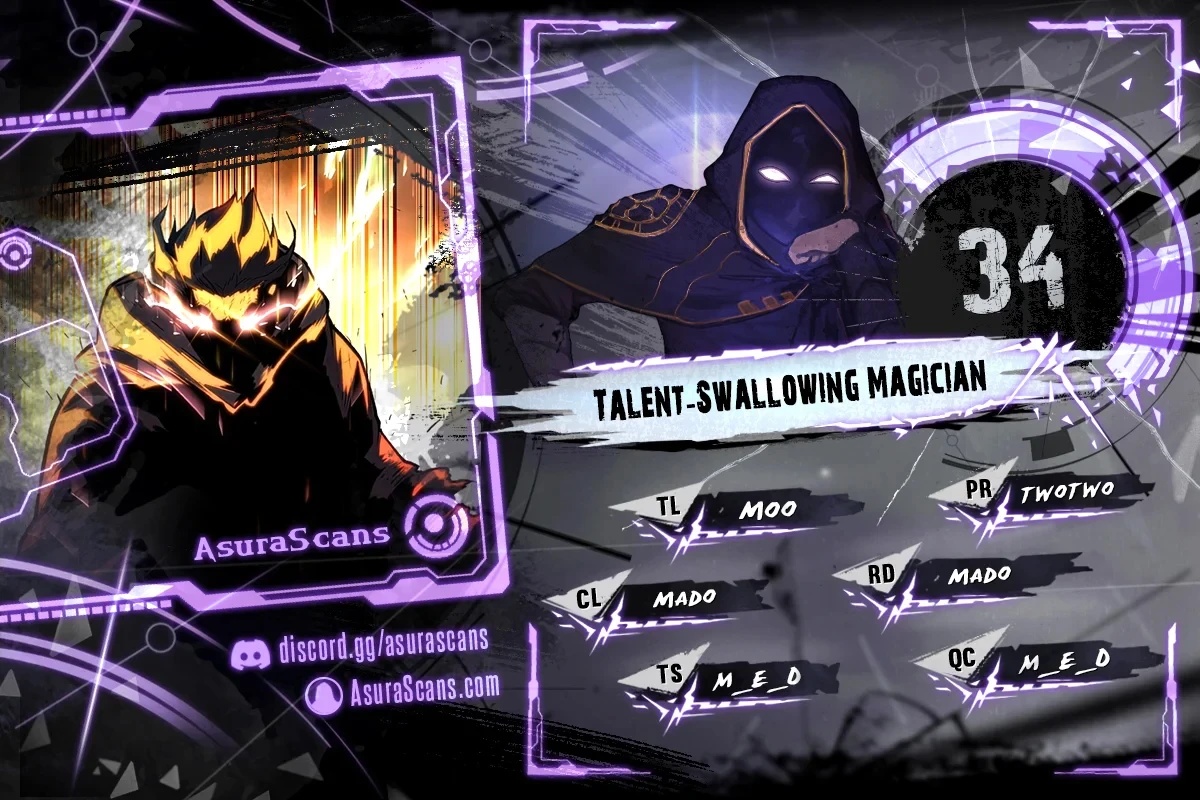 34
TALENT-SWALLOWING MAGICIAN
TL MOO
PR TWOTWO
CL MADO
RD MADO
TS M_E_D
QC M_E_D
AsuraScans
discord.gg/asurascans
AsuraScans.com